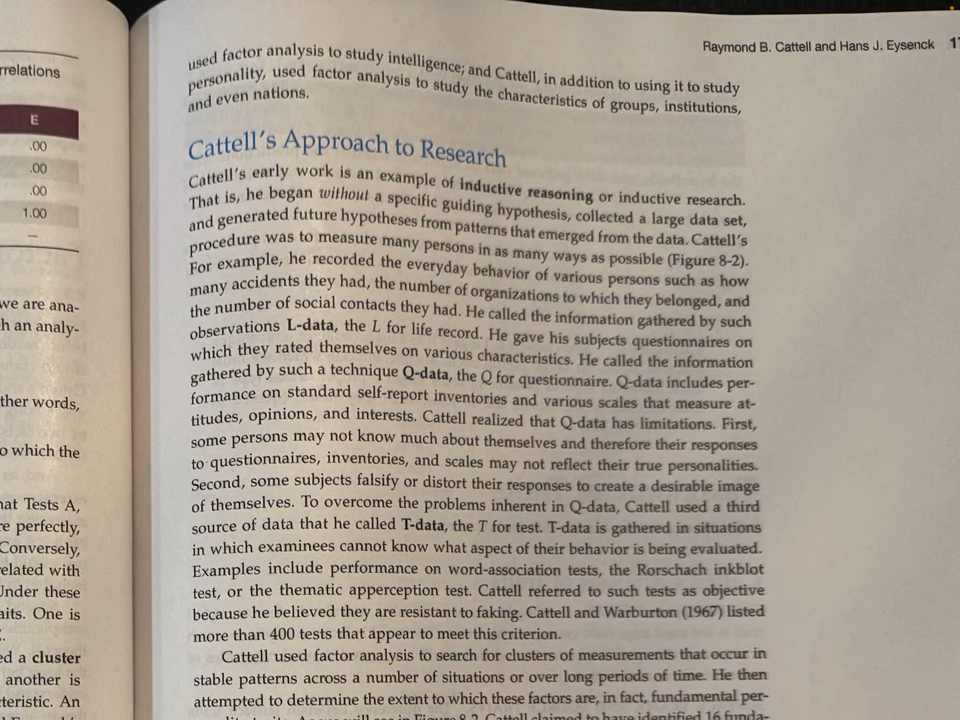 rrelations
E
.00
.00
.00
1.00
—
we are ana-
h an analy-
ther words,
o which the
hat Tests A,
re perfectly,
Conversely,
elated with
Under these
aits. One is
ed a cluster
another is
cteristic. An
Raymond B. Cattell and Hans J. Eysenck
used factor analysis to study intelligence; and Cattell, in addition to using it to study
personality, used factor analysis to study the characteristics of groups, institutions,
and even nations.
Cattell's Approach to Research
Cattell's early work is an example of inductive reasoning or inductive research.
That is, he began without a specific guiding hypothesis, collected a large data set,
and generated future hypotheses from patterns that emerged from the data. Cattell's
procedure was to measure many persons in as many ways as possible (Figure 8-2).
For example, he recorded the everyday behavior of various persons such as how
many accidents they had, the number of organizations to which they belonged, and
the number of social contacts they had. He called the information gathered by such
observations L-data, the L for life record. He gave his subjects questionnaires on
which they rated themselves on various characteristics. He called the information
gathered by such a technique Q-data, the Q for questionnaire. Q-data includes per-
formance on standard self-report inventories and various scales that measure at-
titudes, opinions, and interests. Cattell realized that Q-data has limitations. First,
some persons may not know much about themselves and therefore their responses
to questionnaires, inventories, and scales may not reflect their true personalities.
Second, some subjects falsify or distort their responses to create a desirable image
of themselves. To overcome the problems inherent in Q-data, Cattell used a third
source of data that he called T-data, the T for test. T-data is gathered in situations
in which examinees cannot know what aspect of their behavior is being evaluated.
Examples include performance on word-association tests, the Rorschach inkblot
test, or the thematic apperception test. Cattell referred to such tests as objective
because he believed they are resistant to faking. Cattell and Warburton (1967) listed
more than 400 tests that appear to meet this criterion.
Cattell used factor analysis to search for clusters of measurements that occur in
stable patterns across a number of situations or over long periods of time. He then
attempted to determine the extent to which these factors are, in fact, fundamental per-
in Figure 8-2, Cattell claimed to have identified 16 funda-